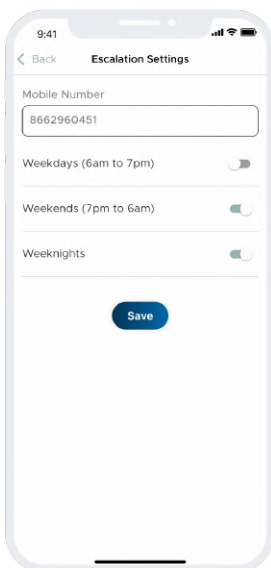 9:41
Back Escalation Settings
Mobile Number
8662960451
Weekdays (6am to 7pm)
Weekends (7pm to 6am)
Weeknights
Save